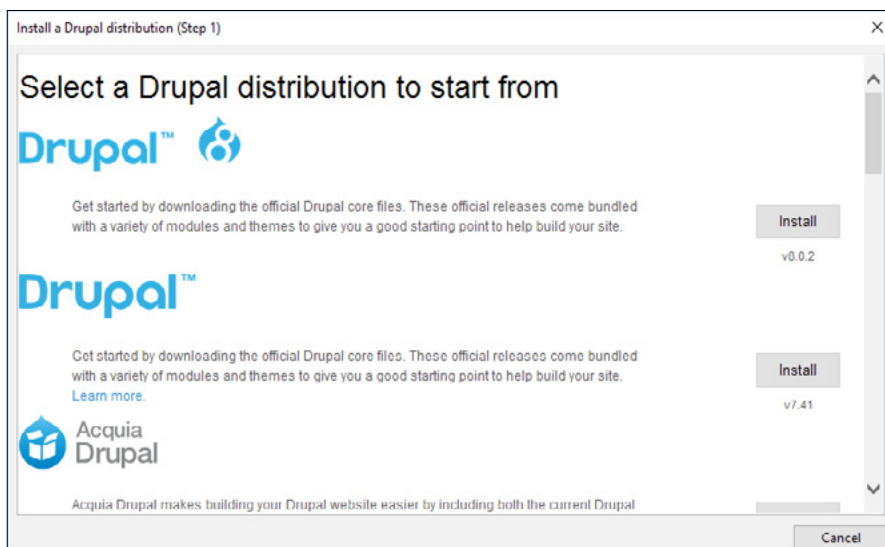 Install a Drupal distribution (Step 1)
Select a Drupal distribution to start from
Drupal™ 8
Get started by downloading the official Drupal core files. These official releases come bundled
with a variety of modules and themes to give you a good starting point to help build your site.
Install
v8.0.2
Drupal™
Get started by downloading the official Drupal core files. These official releases come bundled
with a variety of modules and themes to give you a good starting point to help build your site.
Learn more.
Install
v7.41
Acquia
Drupal
Acquia Drupal makes building your Drupal website easier by including both the current Drupal
Cancel